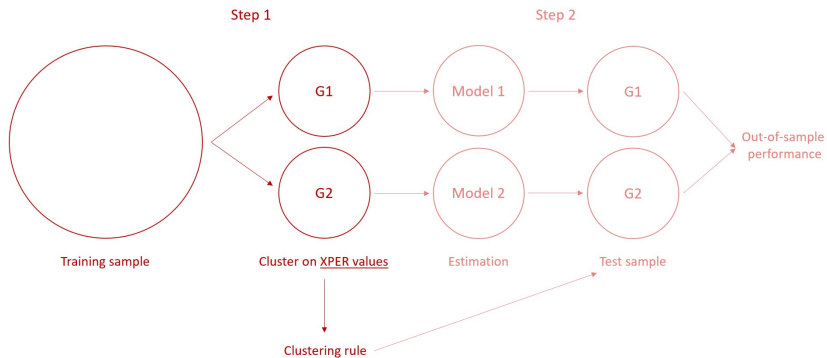 Step 1
Step 2
G1
Model 1
G1
Out-of-sample
performance
G2
Model 2
G2
Training sample
Cluster on XPER values
Estimation
Test sample
Clustering rule